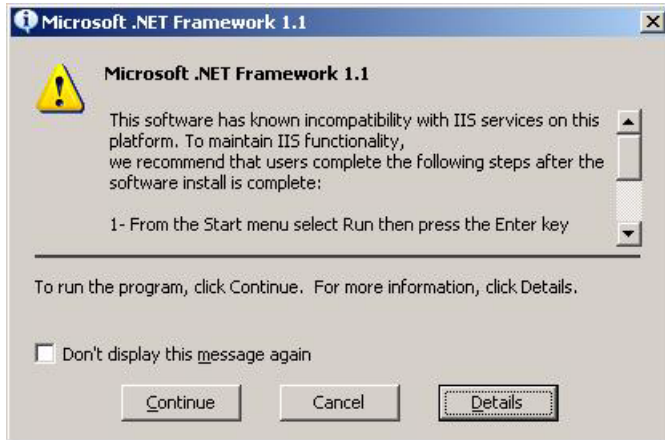 Microsoft .NET Framework 1.1
Microsoft .NET Framework 1.1
This software has known incompatibility with IIS services on this
platform. To maintain IIS functionality,
we recommend that users complete the following steps after the
software install is complete:
1- From the Start menu select Run then press the Enter key
To run the program, click Continue.  For more information, click Details.
Don't display this message again
Continue Cancel Details